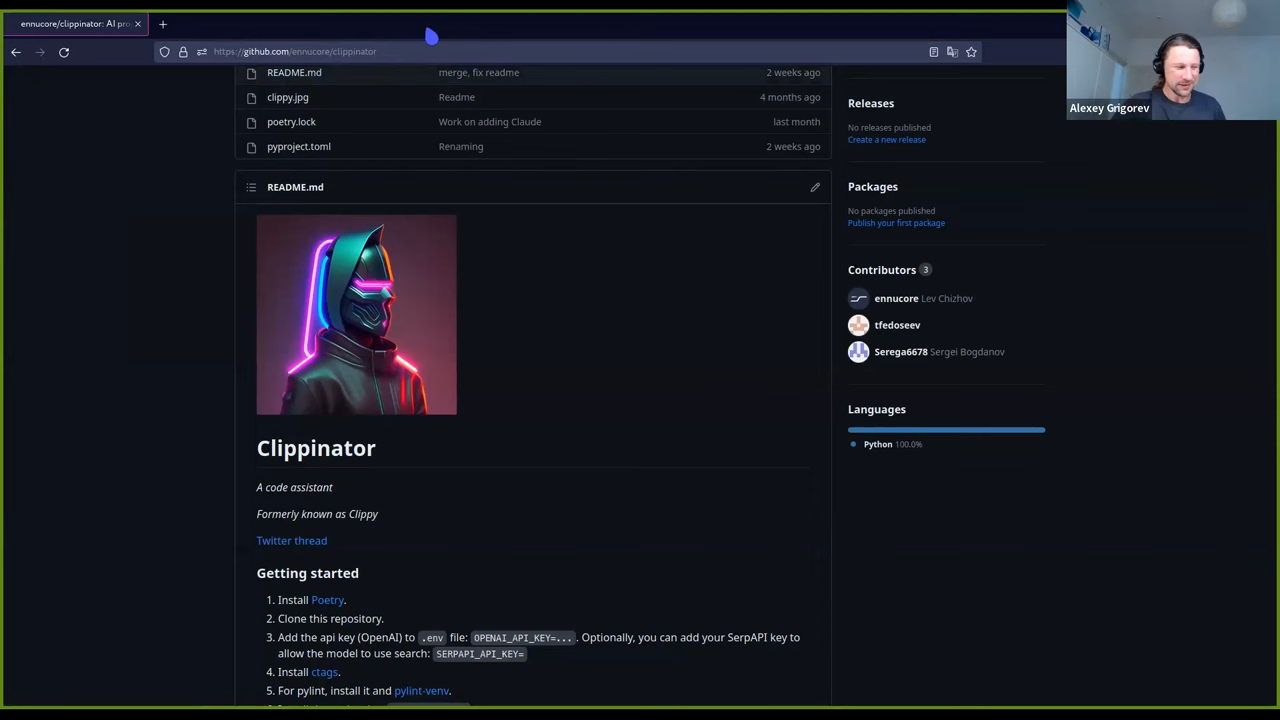 ennucore/clippinator: AI pro
https://github.com/ennucore/clippinator
Alexey Grigorev
README.md merge, fix readme 2 weeks ago
clippy.jpg Readme 4 months ago
poetry.lock Work on adding Claude last month
pyproject.toml Renaming 2 weeks ago
README.md
Clippinator
A code assistant
Formerly known as Clippy
Twitter thread
Getting started
1. Install Poetry.
2. Clone this repository.
3. Add the api key (OpenAI) to .env file: OPENAI_API_KEY=... . Optionally, you can add your SerpAPI key to
allow the model to use search: SERPAPI_API_KEY=
4. Install ctags.
5. For pylint, install it and pylint-venv.
Releases
No releases published
Create a new release
Packages
No packages published
Publish your first package
Contributors 3
ennucore Lev Chizhov
tfedoseev
Serega6678 Sergei Bogdanov
Languages
Python 100.0%